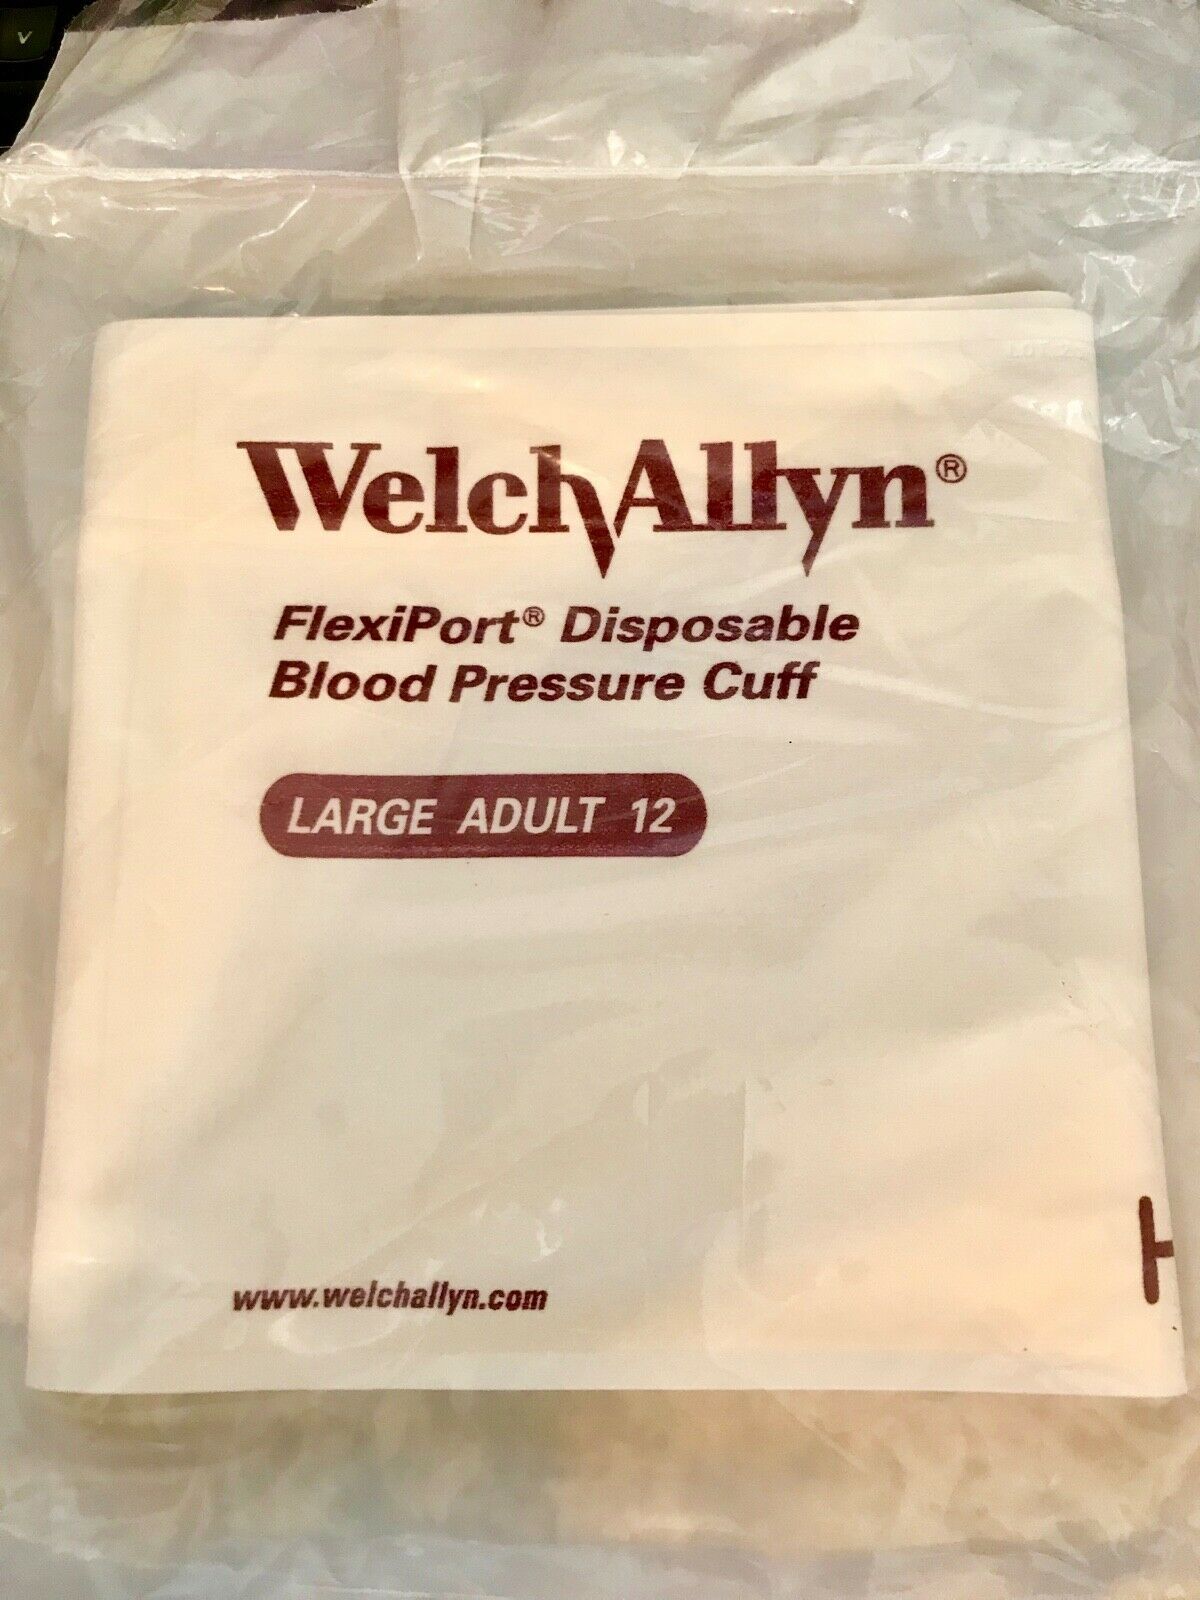 V
WelchAllyn®
FlexiPort® Disposable
Blood Pressure Cuff
LARGE ADULT 12
www.welchallyn.com